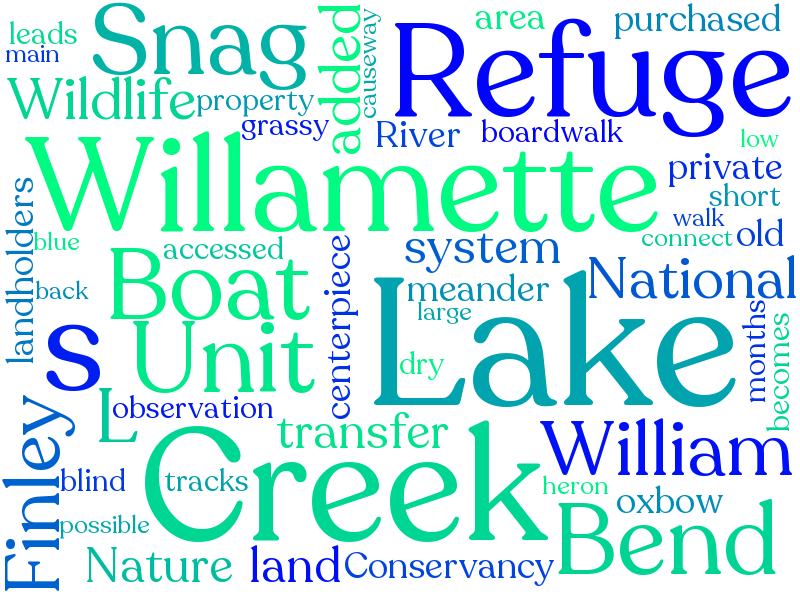 leads
Snag
added
causeway
Refuge
area
purchased
main
Wildlife
property
grassy
River
boardwalk
low
Willamette
private
short
landholders
walk
blue
accessed
system
connect
old
back
Boat
centerpiece
meander
National
large
s
Unit
Lake
months
becomes
dry
L
observation
transfer
William
Finley
blind
tracks
Creek
heron
oxbow
possible
Bend
Nature
land
Conservancy